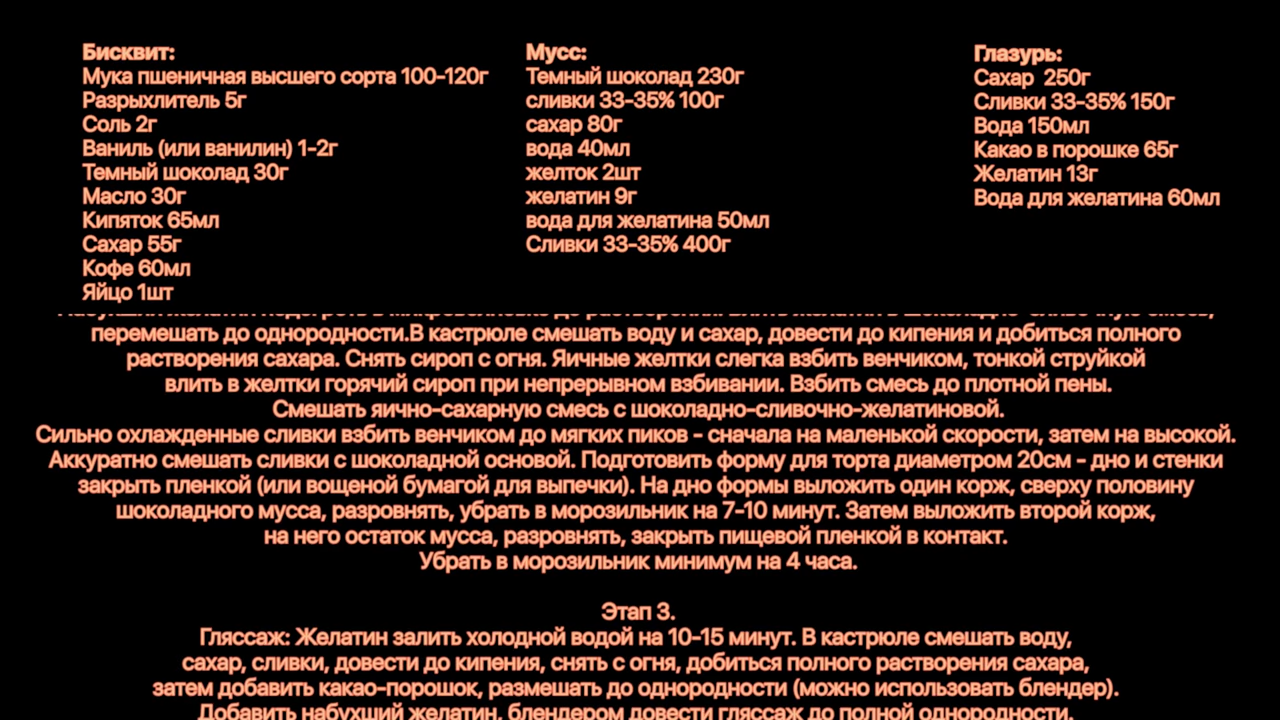 Бисквит:
Мука пшеничная высшего сорта 100-120г
Разрыхлитель 5г
Соль 2г
Ваниль (или ванилин) 1-2г
Темный шоколад 30г
Масло 30г
Кипяток 65мл
Сахар 55г
Кофе 60мл
Яйцо 1шт
Мусс:
Темный шоколад 230г
сливки 33-35% 100г
сахар 80г
вода 40мл
желток 2шт
желатин 9г
вода для желатина 50мл
Сливки 33-35% 400г
Глазурь:
Сахар  250г
Сливки 33-35% 150г
Вода 150мл
Какао в порошке 65г
Желатин 13г
Вода для желатина 60мл
перемешать до однородности.В кастрюле смешать воду и сахар, довести до кипения и добиться полного
растворения сахара. Снять сироп с огня. Яичные желтки слегка взбить венчиком, тонкой струйкой
влить в желтки горячий сироп при непрерывном взбивании. Взбить смесь до плотной пены.
Смешать яично-сахарную смесь с шоколадно-сливочно-желатиновой.
Сильно охлажденные сливки взбить венчиком до мягких пиков - сначала на маленькой скорости, затем на высокой.
Аккуратно смешать сливки с шоколадной основой. Подготовить форму для торта диаметром 20см - дно и стенки
закрыть пленкой (или вощеной бумагой для выпечки). На дно формы выложить один корж, сверху половину
шоколадного мусса, разровнять, убрать в морозильник на 7-10 минут. Затем выложить второй корж,
на него остаток мусса, разровнять, закрыть пищевой пленкой в контакт.
Убрать в морозильник минимум на 4 часа.
Этап 3.
Гляссаж: Желатин залить холодной водой на 10-15 минут. В кастрюле смешать воду,
сахар, сливки, довести до кипения, снять с огня, добиться полного растворения сахара,
затем добавить какао-порошок, размешать до однородности (можно использовать блендер).
Добавить набухший желатин, блендером довести гляссаж до полной однородности.